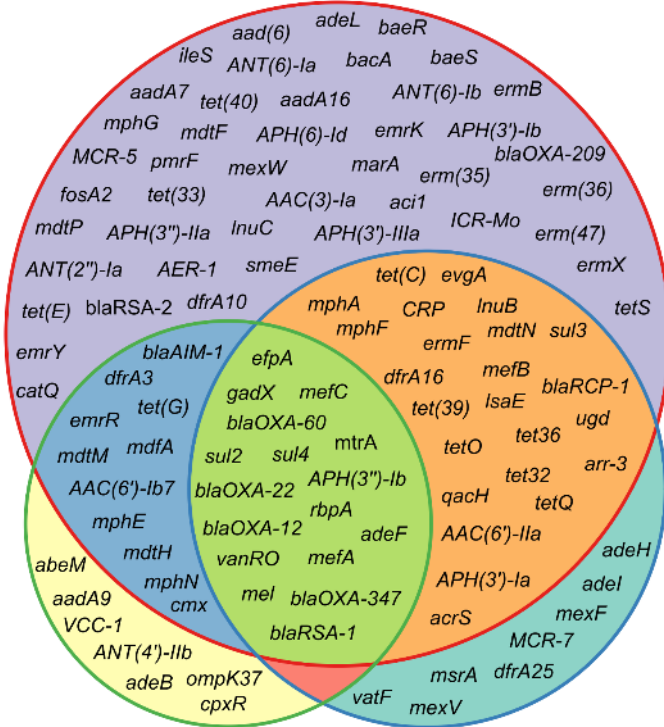 aad(6) adeL baeR
ileS ANT(6)-Ia bacA baeS
aadA7 tet(40) aadA16 ANT(6)-Ib ermB
mphG mdtF APH(6)-Id emrK APH(3')-Ib
MCR-5 pmrF mexW marA erm(35) blaOXA-209
fosA2 tet(33) AAC(3)-Ia aci1 erm(36)
mdtP APH(3")-IIa lnuC APH(3')-IIIa ICR-Mo erm(47)
ANT(2")-Ia AER-1 smeE ermX
tet(E) blaRSA-2 dfrA10 tetS
emrY
catQ
tet(C) evgA
mphA CRP lnuB
mphF ermF mdtN sul3
dfrA16 mefB blaRCP-1
tet(39) lsaE ugd
tetO tet36 arr-3
qacH tet32 tetQ
AAC(6')-IIa
APH(3')-Ia
acrS
blaAIM-1
dfrA3
emrR tet(G)
mdtM mdfA
AAC(6')-Ib7
mphE
mdtH
mphN
cmx
efpA
gadX mefC
blaOXA-60
sul2 sul4 mtrA
blaOXA-22 APH(3")-Ib
blaOXA-12 rbpA adeF
vanRO mefA
mel blaOXA-347
blaRSA-1
abeM
aadA9
VCC-1
ANT(4')-IIb
adeB ompK37
cpxR
adeH
adeI
mexF
MCR-7
msrA dfrA25
vatF mexV